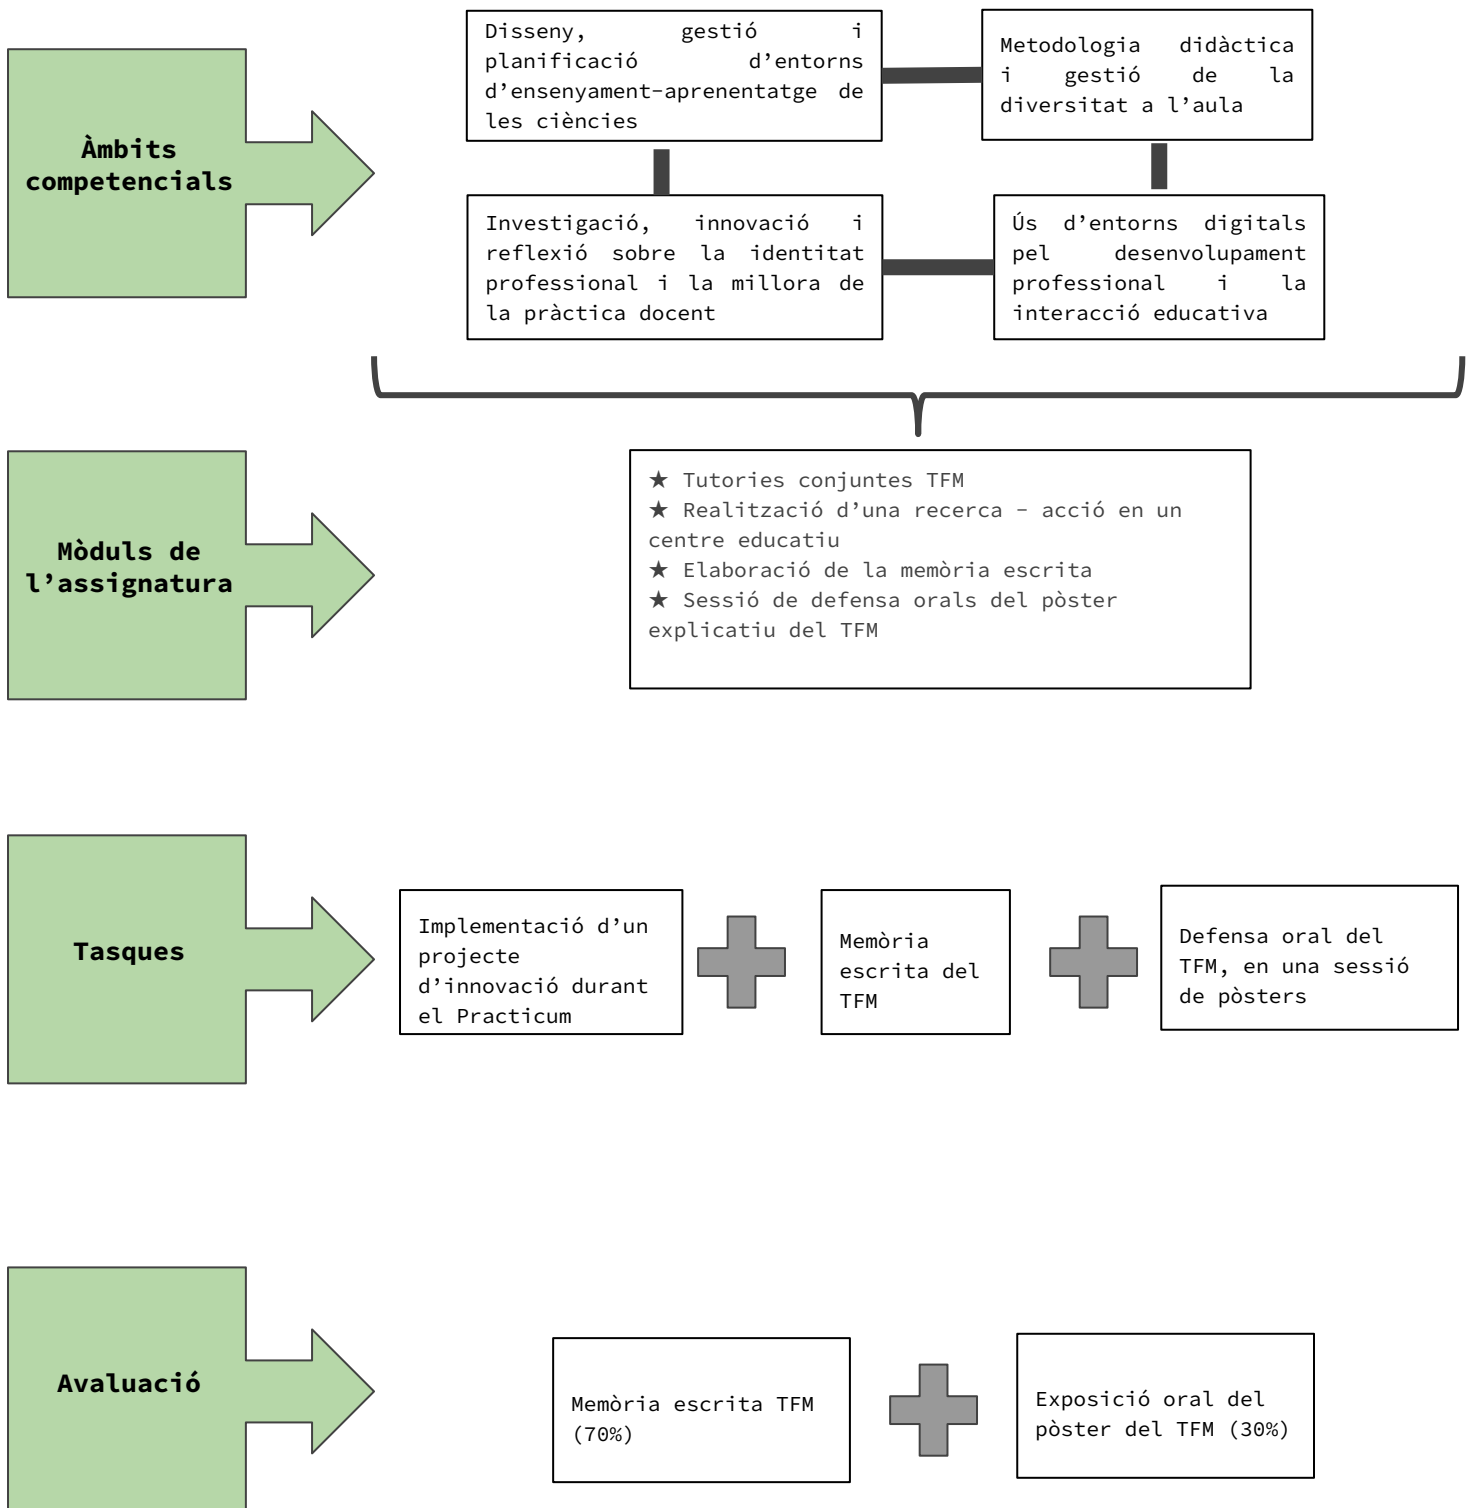 Àmbits
competencials
Disseny, gestió i
planificació d’entorns
d’ensenyament-aprenentatge de
les ciències
Metodologia didàctica
i gestió de la
diversitat a l’aula
Investigació, innovació i
reflexió sobre la identitat
professional i la millora de
la pràctica docent
Ús d’entorns digitals
pel desenvolupament
professional i la
interacció educativa
Mòduls de
l’assignatura
★ Tutories conjuntes TFM
★ Realització d’una recerca – acció en un
centre educatiu
★ Elaboració de la memòria escrita
★ Sessió de defensa orals del pòster
explicatiu del TFM
Tasques
Implementació d’un
projecte
d’innovació durant
el Practicum
Memòria
escrita del
TFM
Defensa oral del
TFM, en una sessió
de pòsters
Avaluació
Memòria escrita TFM
(70%)
Exposició oral del
pòster del TFM (30%)